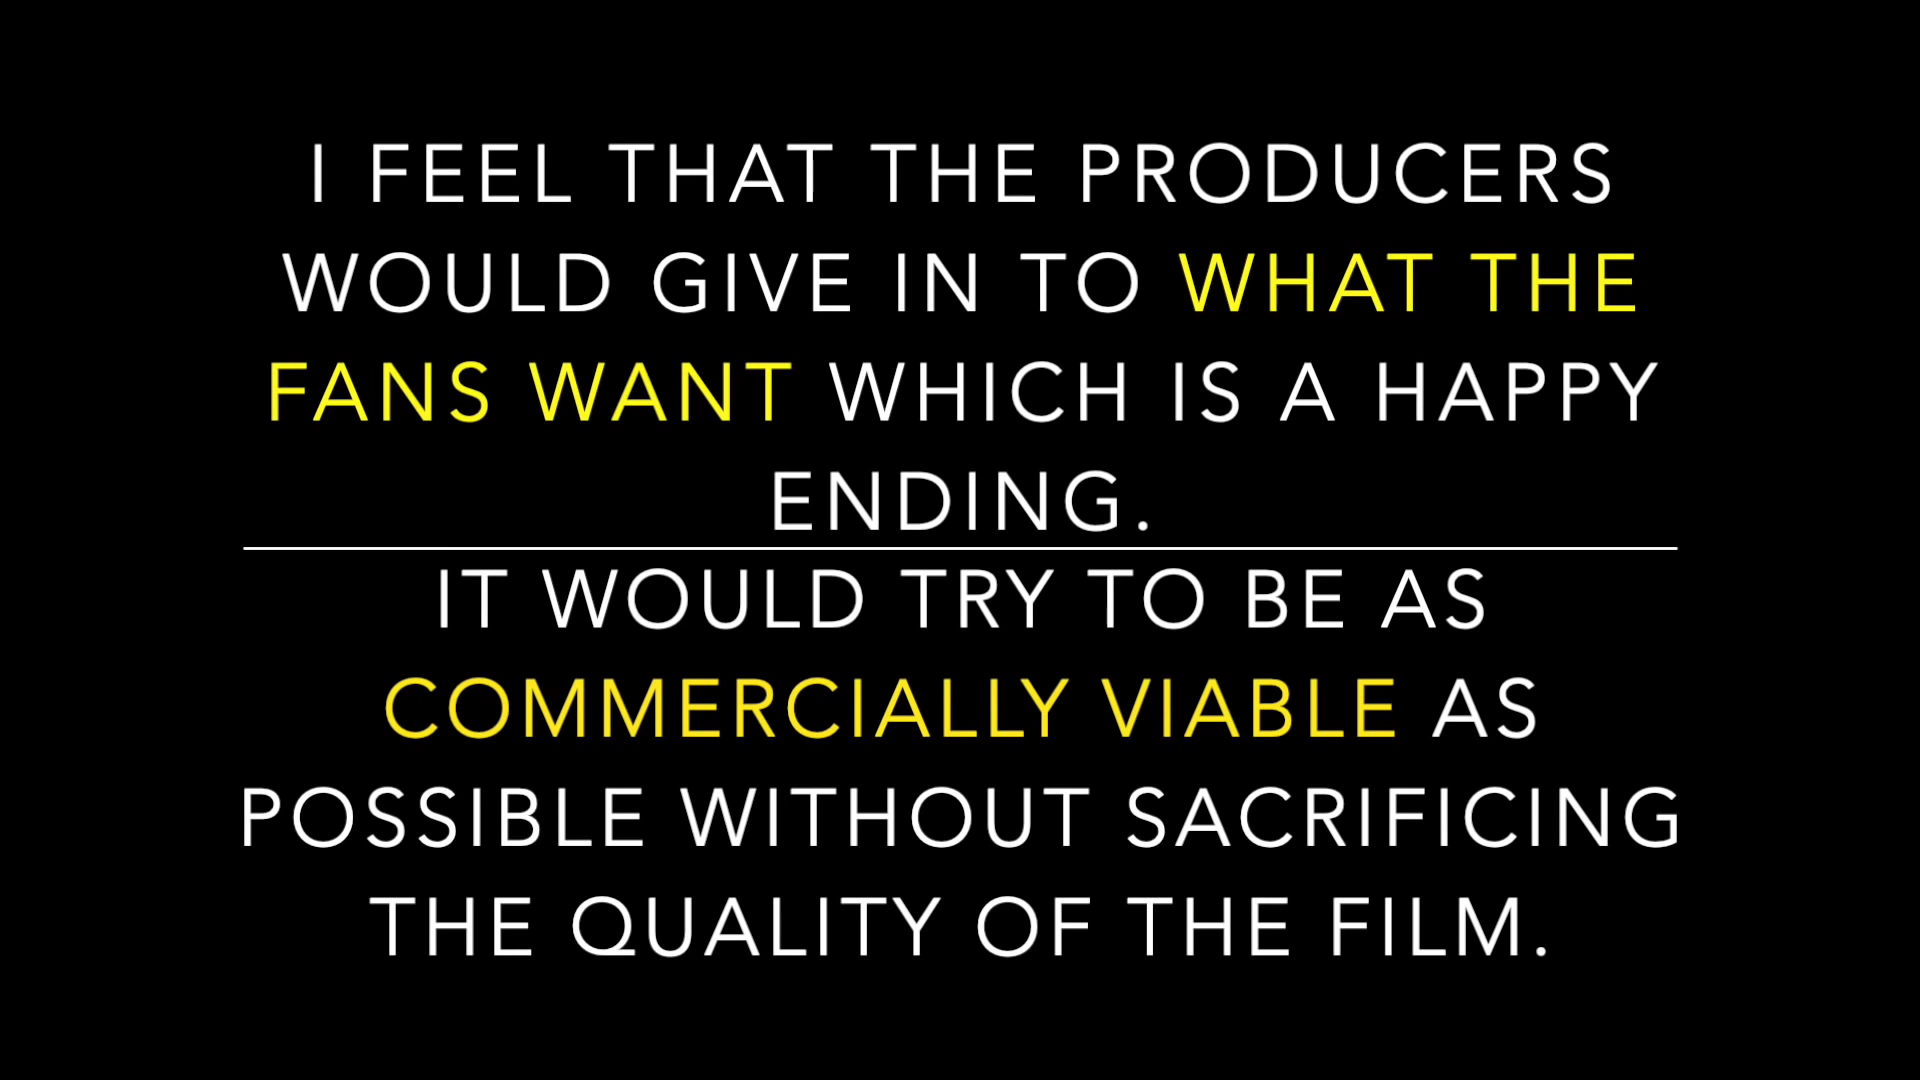 I FEEL THAT THE PRODUCERS
WOULD GIVE IN TO WHAT THE
FANS WANT WHICH IS A HAPPY
ENDING.
IT WOULD TRY TO BE AS
COMMERCIALLY VIABLE AS
POSSIBLE WITHOUT SACRIFICING
THE QUALITY OF THE FILM.